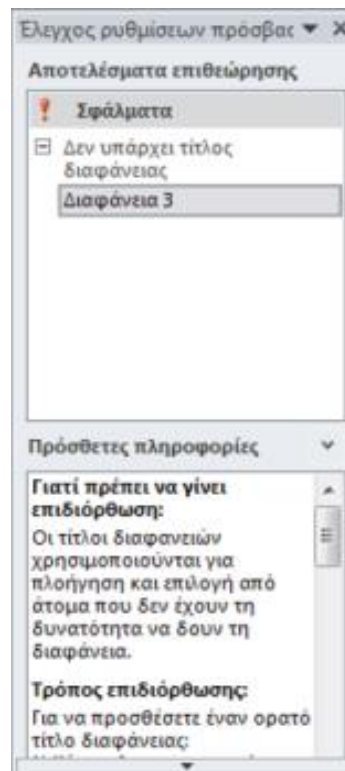 Έλεγχος ρυθμίσεων πρόσβας
Αποτελέσματα επιθεώρησης
Σφάλματα
Δεν υπάρχει τίτλος
διαφάνειας
Διαφάνεια 3
Πρόσθετες πληροφορίες
Γιατί πρέπει να γίνει
επιδιόρθωση:
Οι τίτλοι διαφανειών
χρησιμοποιούνται για
πλοήγηση και επιλογή από
άτομα που δεν έχουν τη
δυνατότητα να δουν τη
διαφάνεια.
Τρόπος επιδιόρθωσης:
Για να προσθέσετε έναν ορατό
τίτλο διαφάνειας: